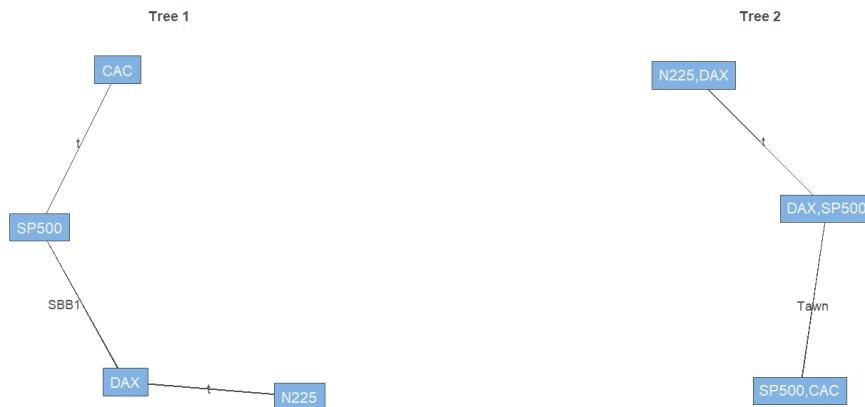 Tree 1
CAC
t
SP500
SBB1
DAX
t
N225
Tree 2
N225,DAX
t
DAX,SP500
Tawn
SP500,CAC